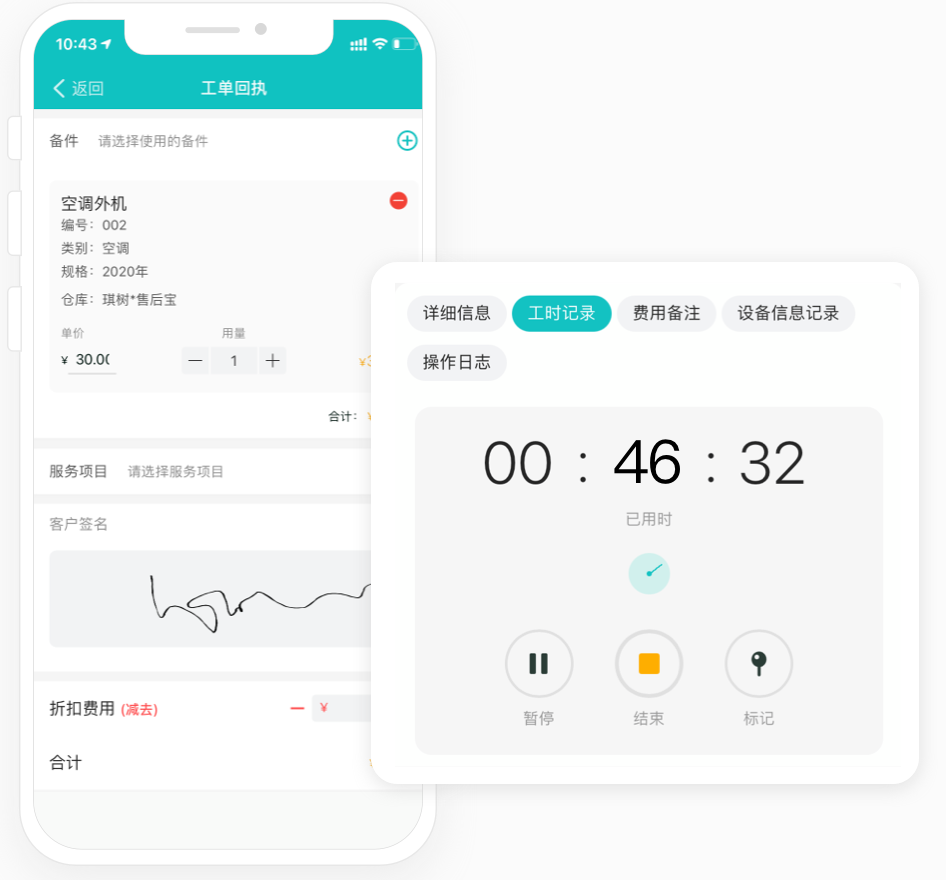 10:43
返回
工单回执
备件 请选择使用的备件
空调外机
编号：002
类别：空调
规格：2020年
仓库：琪树*售后宝
单价 用量
¥ 30.00 1 ¥3
合计： ¥
服务项目 请选择服务项目
客户签名
折扣费用 (减去) ¥
合计
详细信息 工时记录 费用备注 设备信息记录
操作日志
00 : 46 : 32
已用时
暂停 结束 标记